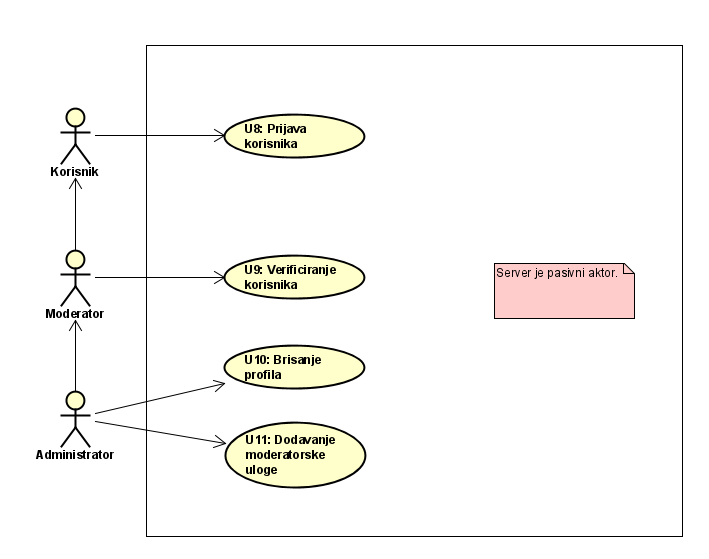 U8: Prijava
korisnika
Korisnik
U9: Verificiranje
korisnika
Server je pasivni aktor.
Moderator
U10: Brisanje
profila
U11: Dodavanje
moderatorske
uloge
Administrator